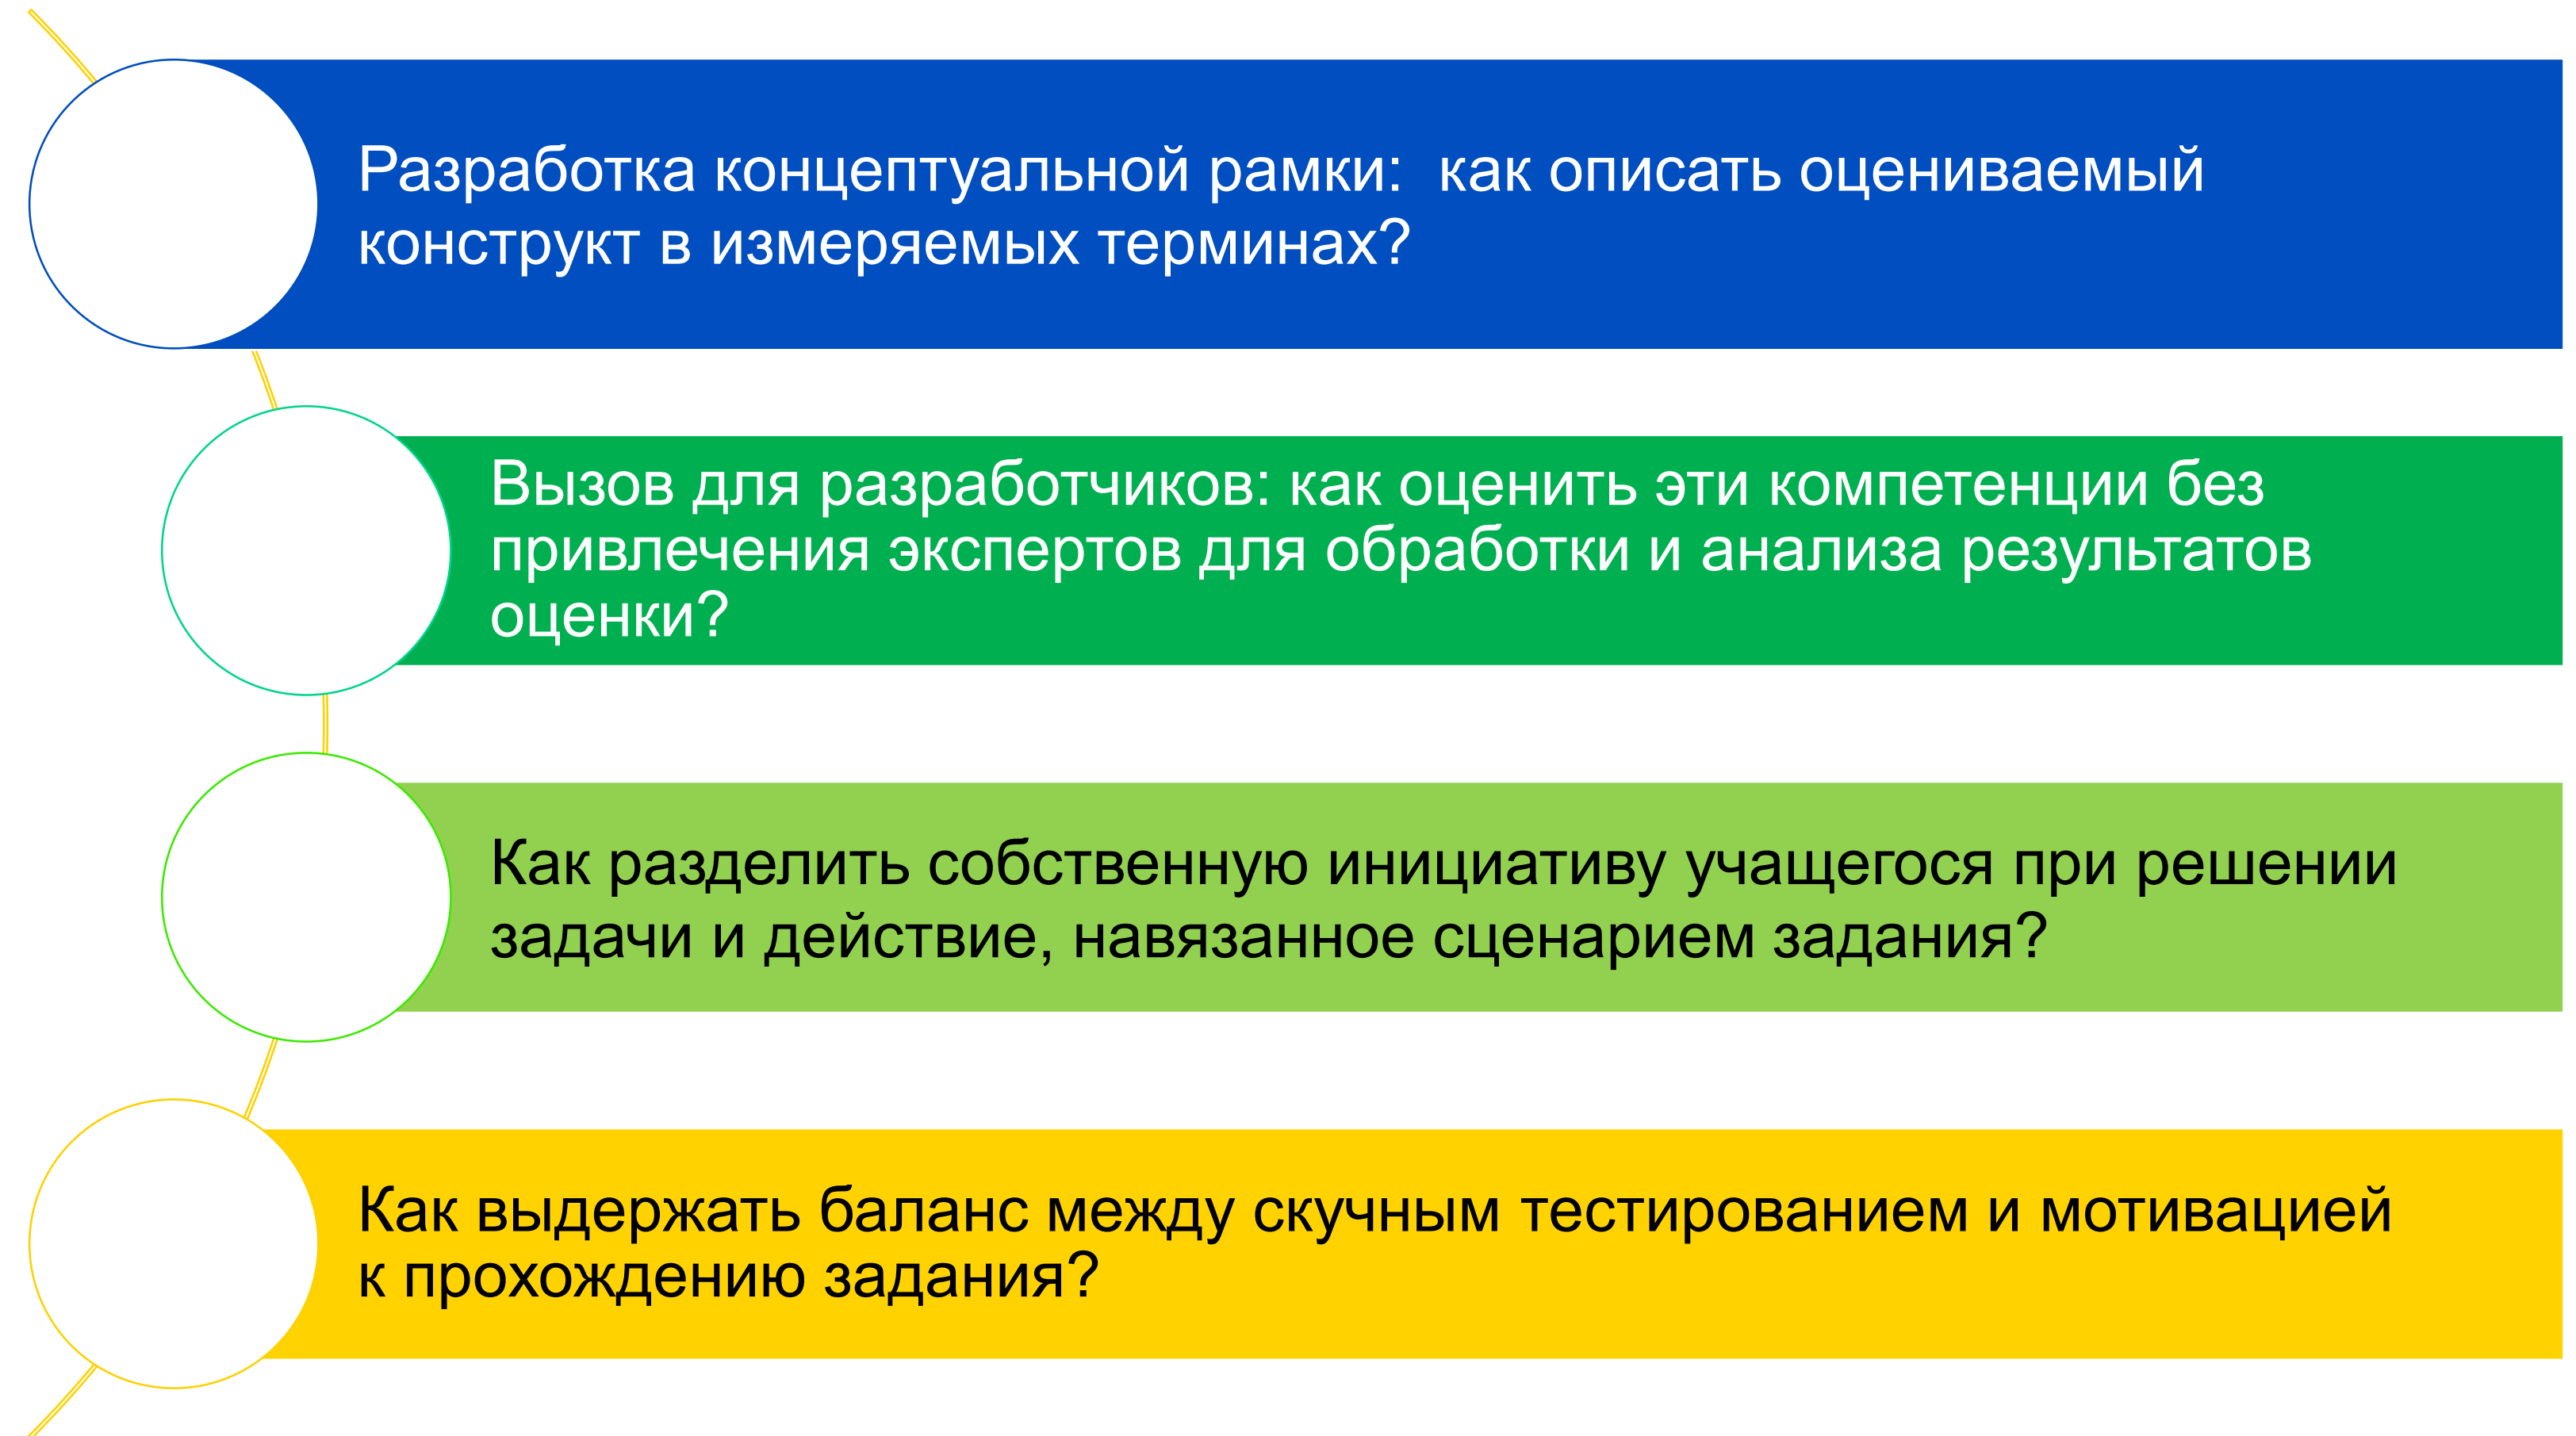 Разработка концептуальной рамки:  как описать оцениваемый
конструкт в измеряемых терминах?
Вызов для разработчиков: как оценить эти компетенции без
привлечения экспертов для обработки и анализа результатов
оценки?
Как разделить собственную инициативу учащегося при решении
задачи и действие, навязанное сценарием задания?
Как выдержать баланс между скучным тестированием и мотивацией
к прохождению задания?